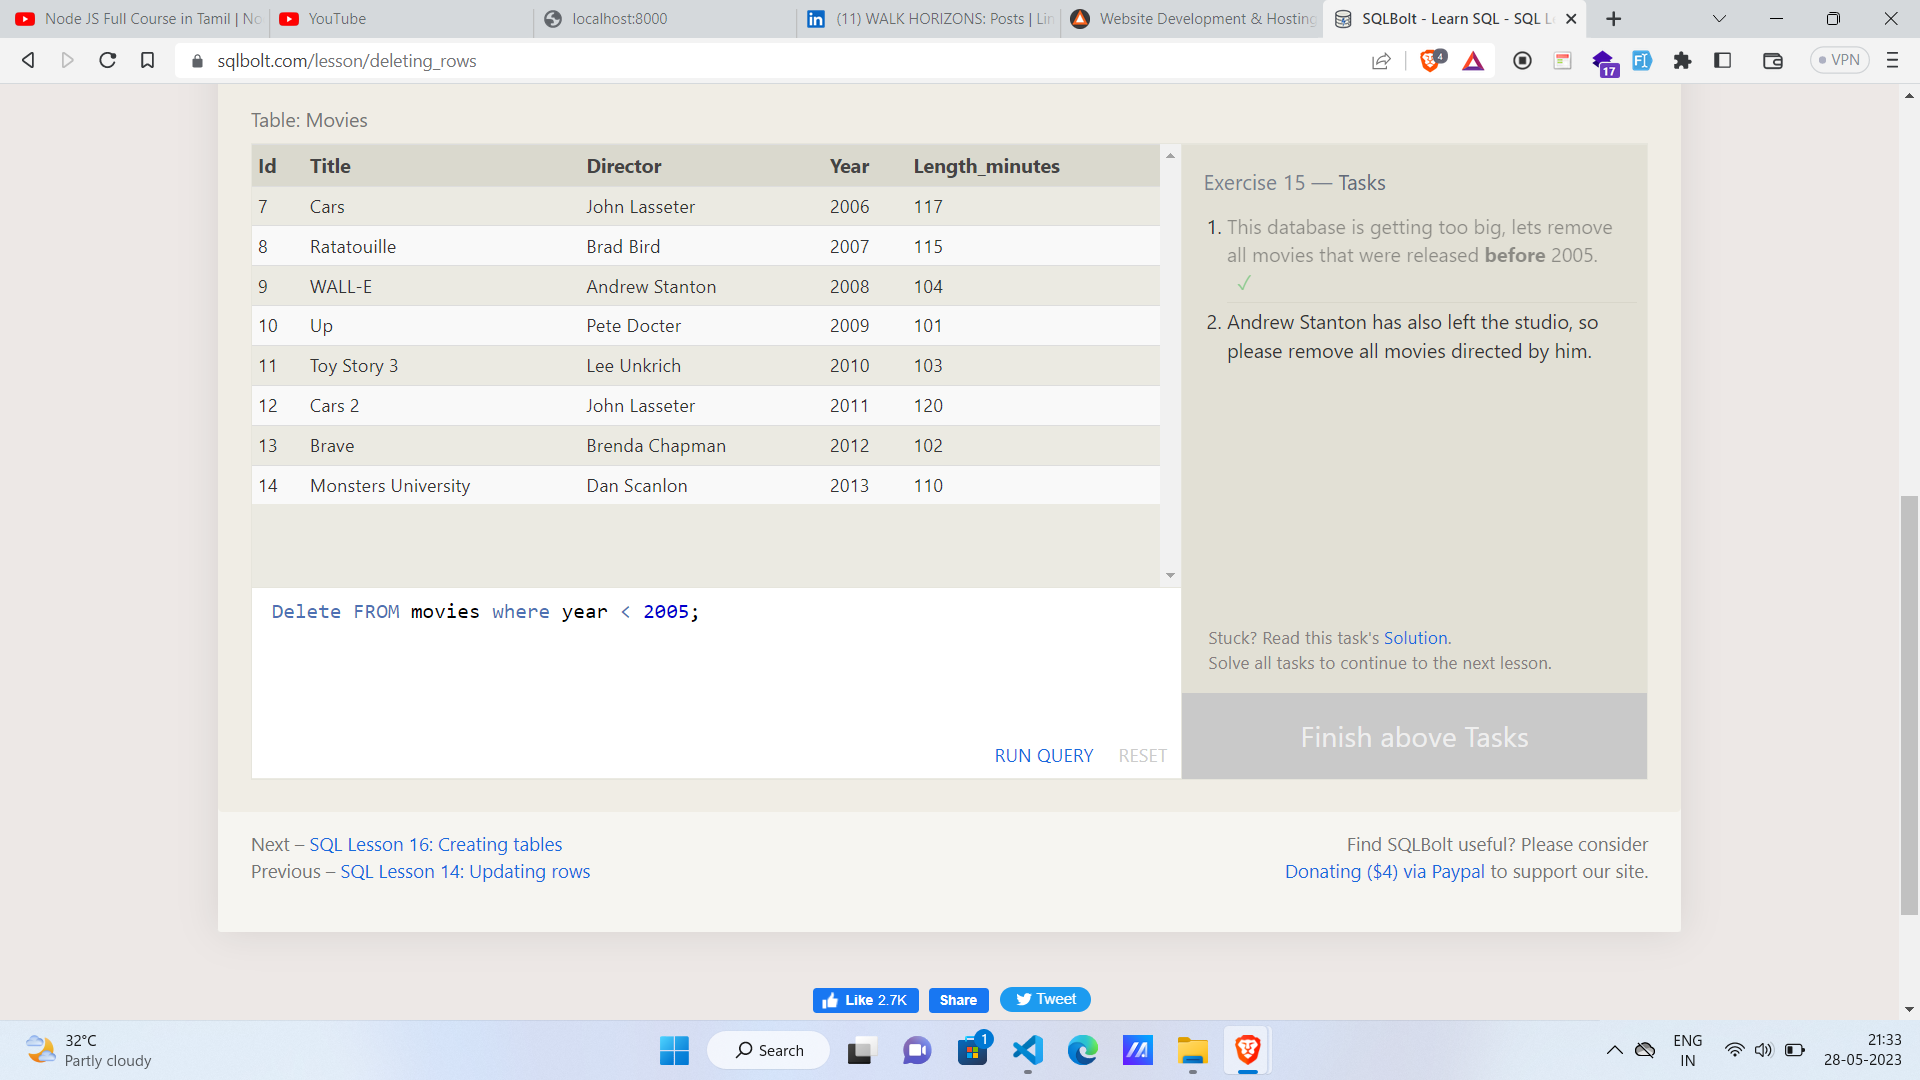 Node JS Full Course in Tamil | No
YouTube
localhost:8000
(11) WALK HORIZONS: Posts | Lin
Website Development & Hosting
SQLBolt - Learn SQL - SQL Le
sqlbolt.com/lesson/deleting_rows
4
17
VPN
Table: Movies
Id Title Director Year Length_minutes
7 Cars John Lasseter 2006 117
8 Ratatouille Brad Bird 2007 115
9 WALL-E Andrew Stanton 2008 104
10 Up Pete Docter 2009 101
11 Toy Story 3 Lee Unkrich 2010 103
12 Cars 2 John Lasseter 2011 120
13 Brave Brenda Chapman 2012 102
14 Monsters University Dan Scanlon 2013 110
Delete FROM movies where year < 2005;
RUN QUERY RESET
Exercise 15 — Tasks
1. This database is getting too big, lets remove
all movies that were released before 2005.
✓
2. Andrew Stanton has also left the studio, so
please remove all movies directed by him.
Stuck? Read this task's Solution.
Solve all tasks to continue to the next lesson.
Finish above Tasks
Next – SQL Lesson 16: Creating tables
Previous – SQL Lesson 14: Updating rows
Find SQLBolt useful? Please consider
Donating ($4) via Paypal to support our site.
Like 2.7K
Share
Tweet
32°C
Partly cloudy
Search
1
ENG
IN
21:33
28-05-2023